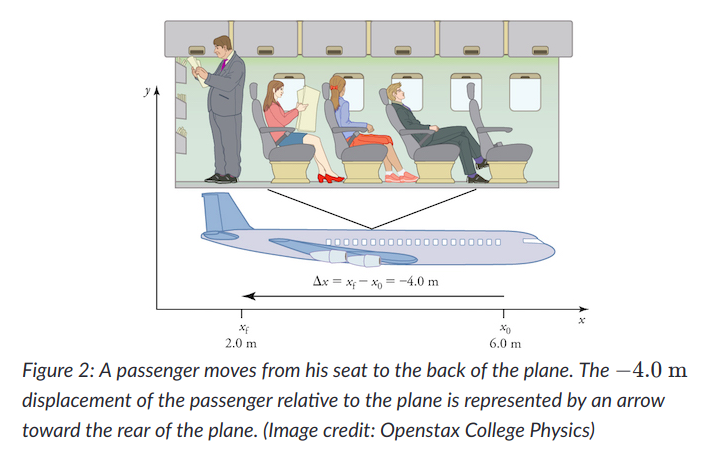 y
Δx = x_f − x_0 = −4.0 m
x
x_f
2.0 m
x_0
6.0 m
Figure 2: A passenger moves from his seat to the back of the plane. The −4.0 m
displacement of the passenger relative to the plane is represented by an arrow
toward the rear of the plane. (Image credit: Openstax College Physics)